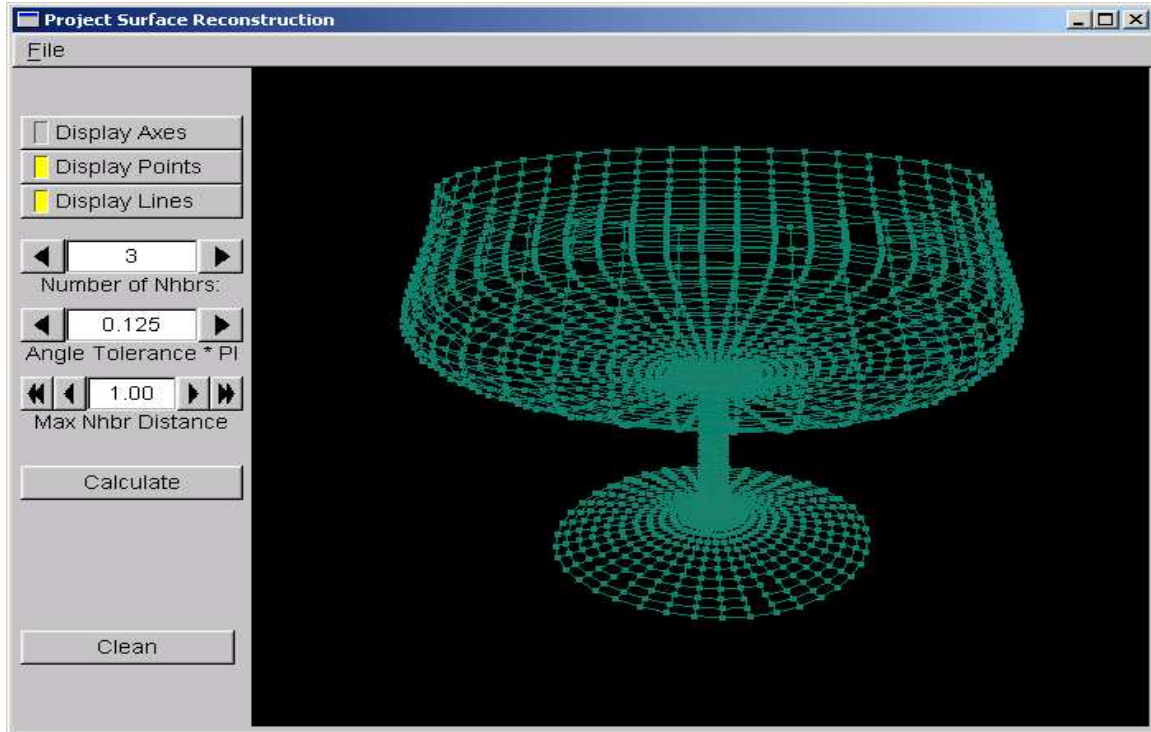 Project Surface Reconstruction
File
Display Axes
Display Points
Display Lines
3
Number of Nhbrs:
0.125
Angle Tolerance * PI
1.00
Max Nhbr Distance
Calculate
Clean